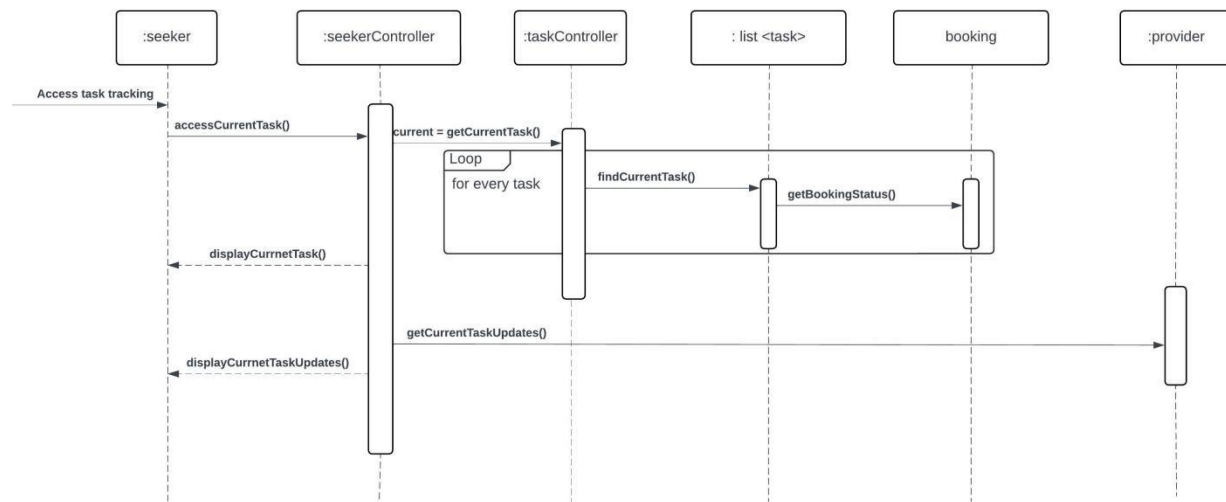 :seeker
:seekerController
:taskController
: list <task>
booking
:provider
Access task tracking
accessCurrentTask()
current = getCurrentTask()
Loop
for every task
findCurrentTask()
getBookingStatus()
displayCurrnetTask()
getCurrentTaskUpdates()
displayCurrnetTaskUpdates()